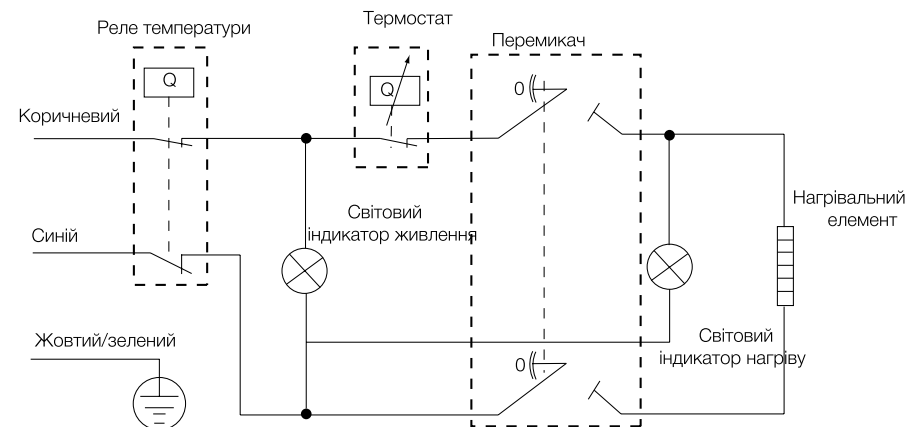 Термостат
Реле температури
Перемикач
Q
Q
0
Коричневий
Нагрівальний
елемент
Світовий
індикатор живлення
Синій
Світовий
індикатор нагріву
Жовтий/зелений
0